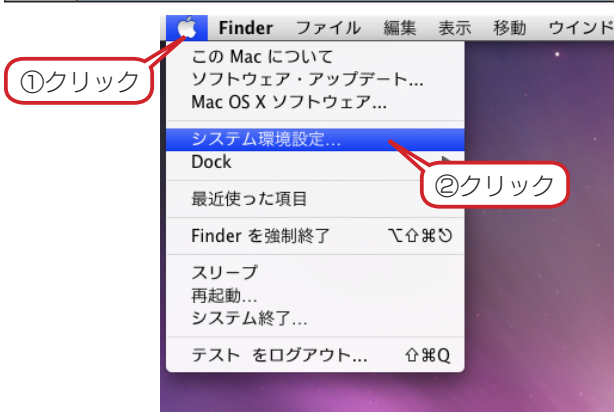 Finder ファイル 編集 表示 移動 ウインド
①クリック
この Mac について
ソフトウェア・アップデート...
Mac OS X ソフトウェア...
システム環境設定...
Dock
②クリック
最近使った項目
Finder を強制終了 ⌥⇧⌘⎋
スリープ
再起動...
システム終了...
テスト をログアウト... ⇧⌘Q